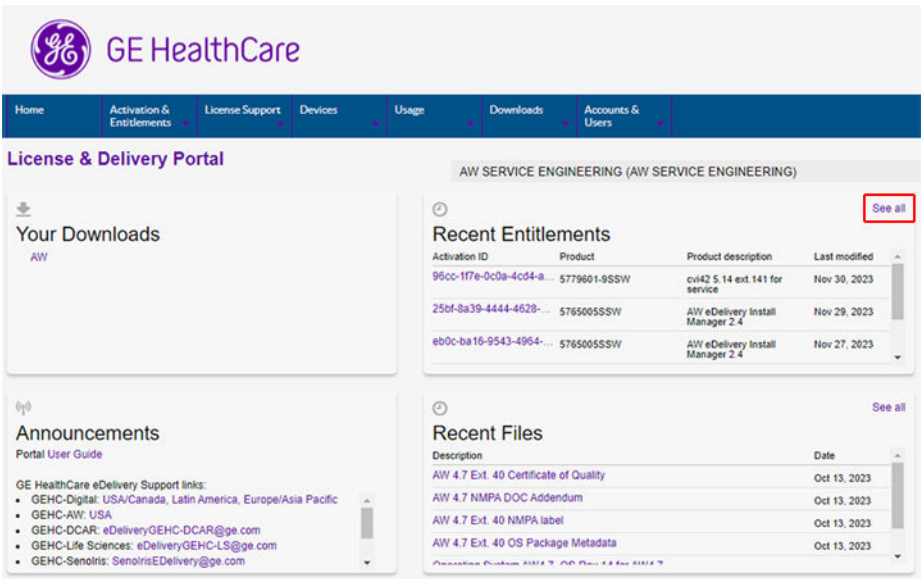 GE HealthCare
Home
Activation & Entitlements
License Support
Devices
Usage
Downloads
Accounts & Users
License & Delivery Portal
AW SERVICE ENGINEERING (AW SERVICE ENGINEERING)
Your Downloads
AW
See all
Recent Entitlements
Activation ID Product Product description Last modified
96cc-1f7e-0c0a-4cd4-a... 5779601-9SSW cvi42 5.14 ext.141 for service Nov 30, 2023
25bf-8a39-4444-4628-... 5765005SSW AW eDelivery Install Manager 2.4 Nov 29, 2023
eb0c-ba16-9543-4964-... 5765005SSW AW eDelivery Install Manager 2.4 Nov 27, 2023
Announcements
Portal User Guide
GE HealthCare eDelivery Support links:
• GEHC-Digital: USA/Canada, Latin America, Europe/Asia Pacific
• GEHC-AW: USA
• GEHC-DCAR: eDeliveryGEHC-DCAR@ge.com
• GEHC-Life Sciences: eDeliveryGEHC-LS@ge.com
• GEHC-SenoIris: SenoIrisEDelivery@ge.com
See all
Recent Files
Description Date
AW 4.7 Ext. 40 Certificate of Quality Oct 13, 2023
AW 4.7 NMPA DOC Addendum Oct 13, 2023
AW 4.7 Ext. 40 NMPA label Oct 13, 2023
AW 4.7 Ext. 40 OS Package Metadata Oct 13, 2023